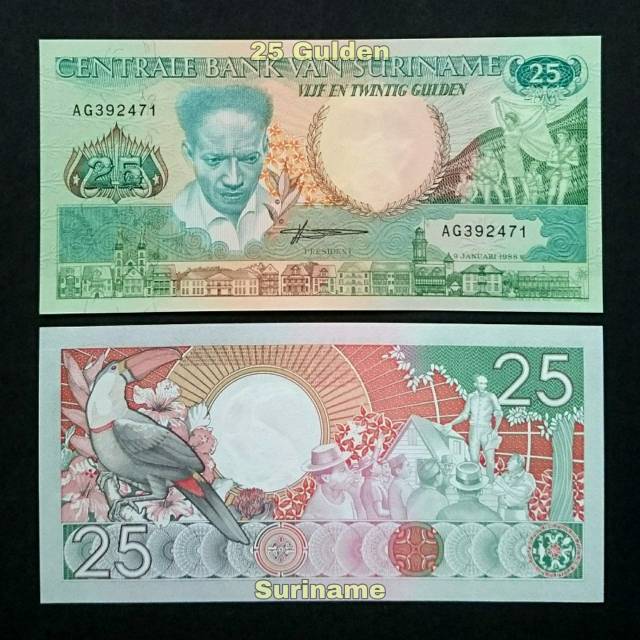 25 Gulden
CENTRALE BANK VAN SURINAME
25
VIJF EN TWINTIG GULDEN
AG392471
25
AG392471
PRESIDENT
9 JANUARI 1988
25
25
Suriname